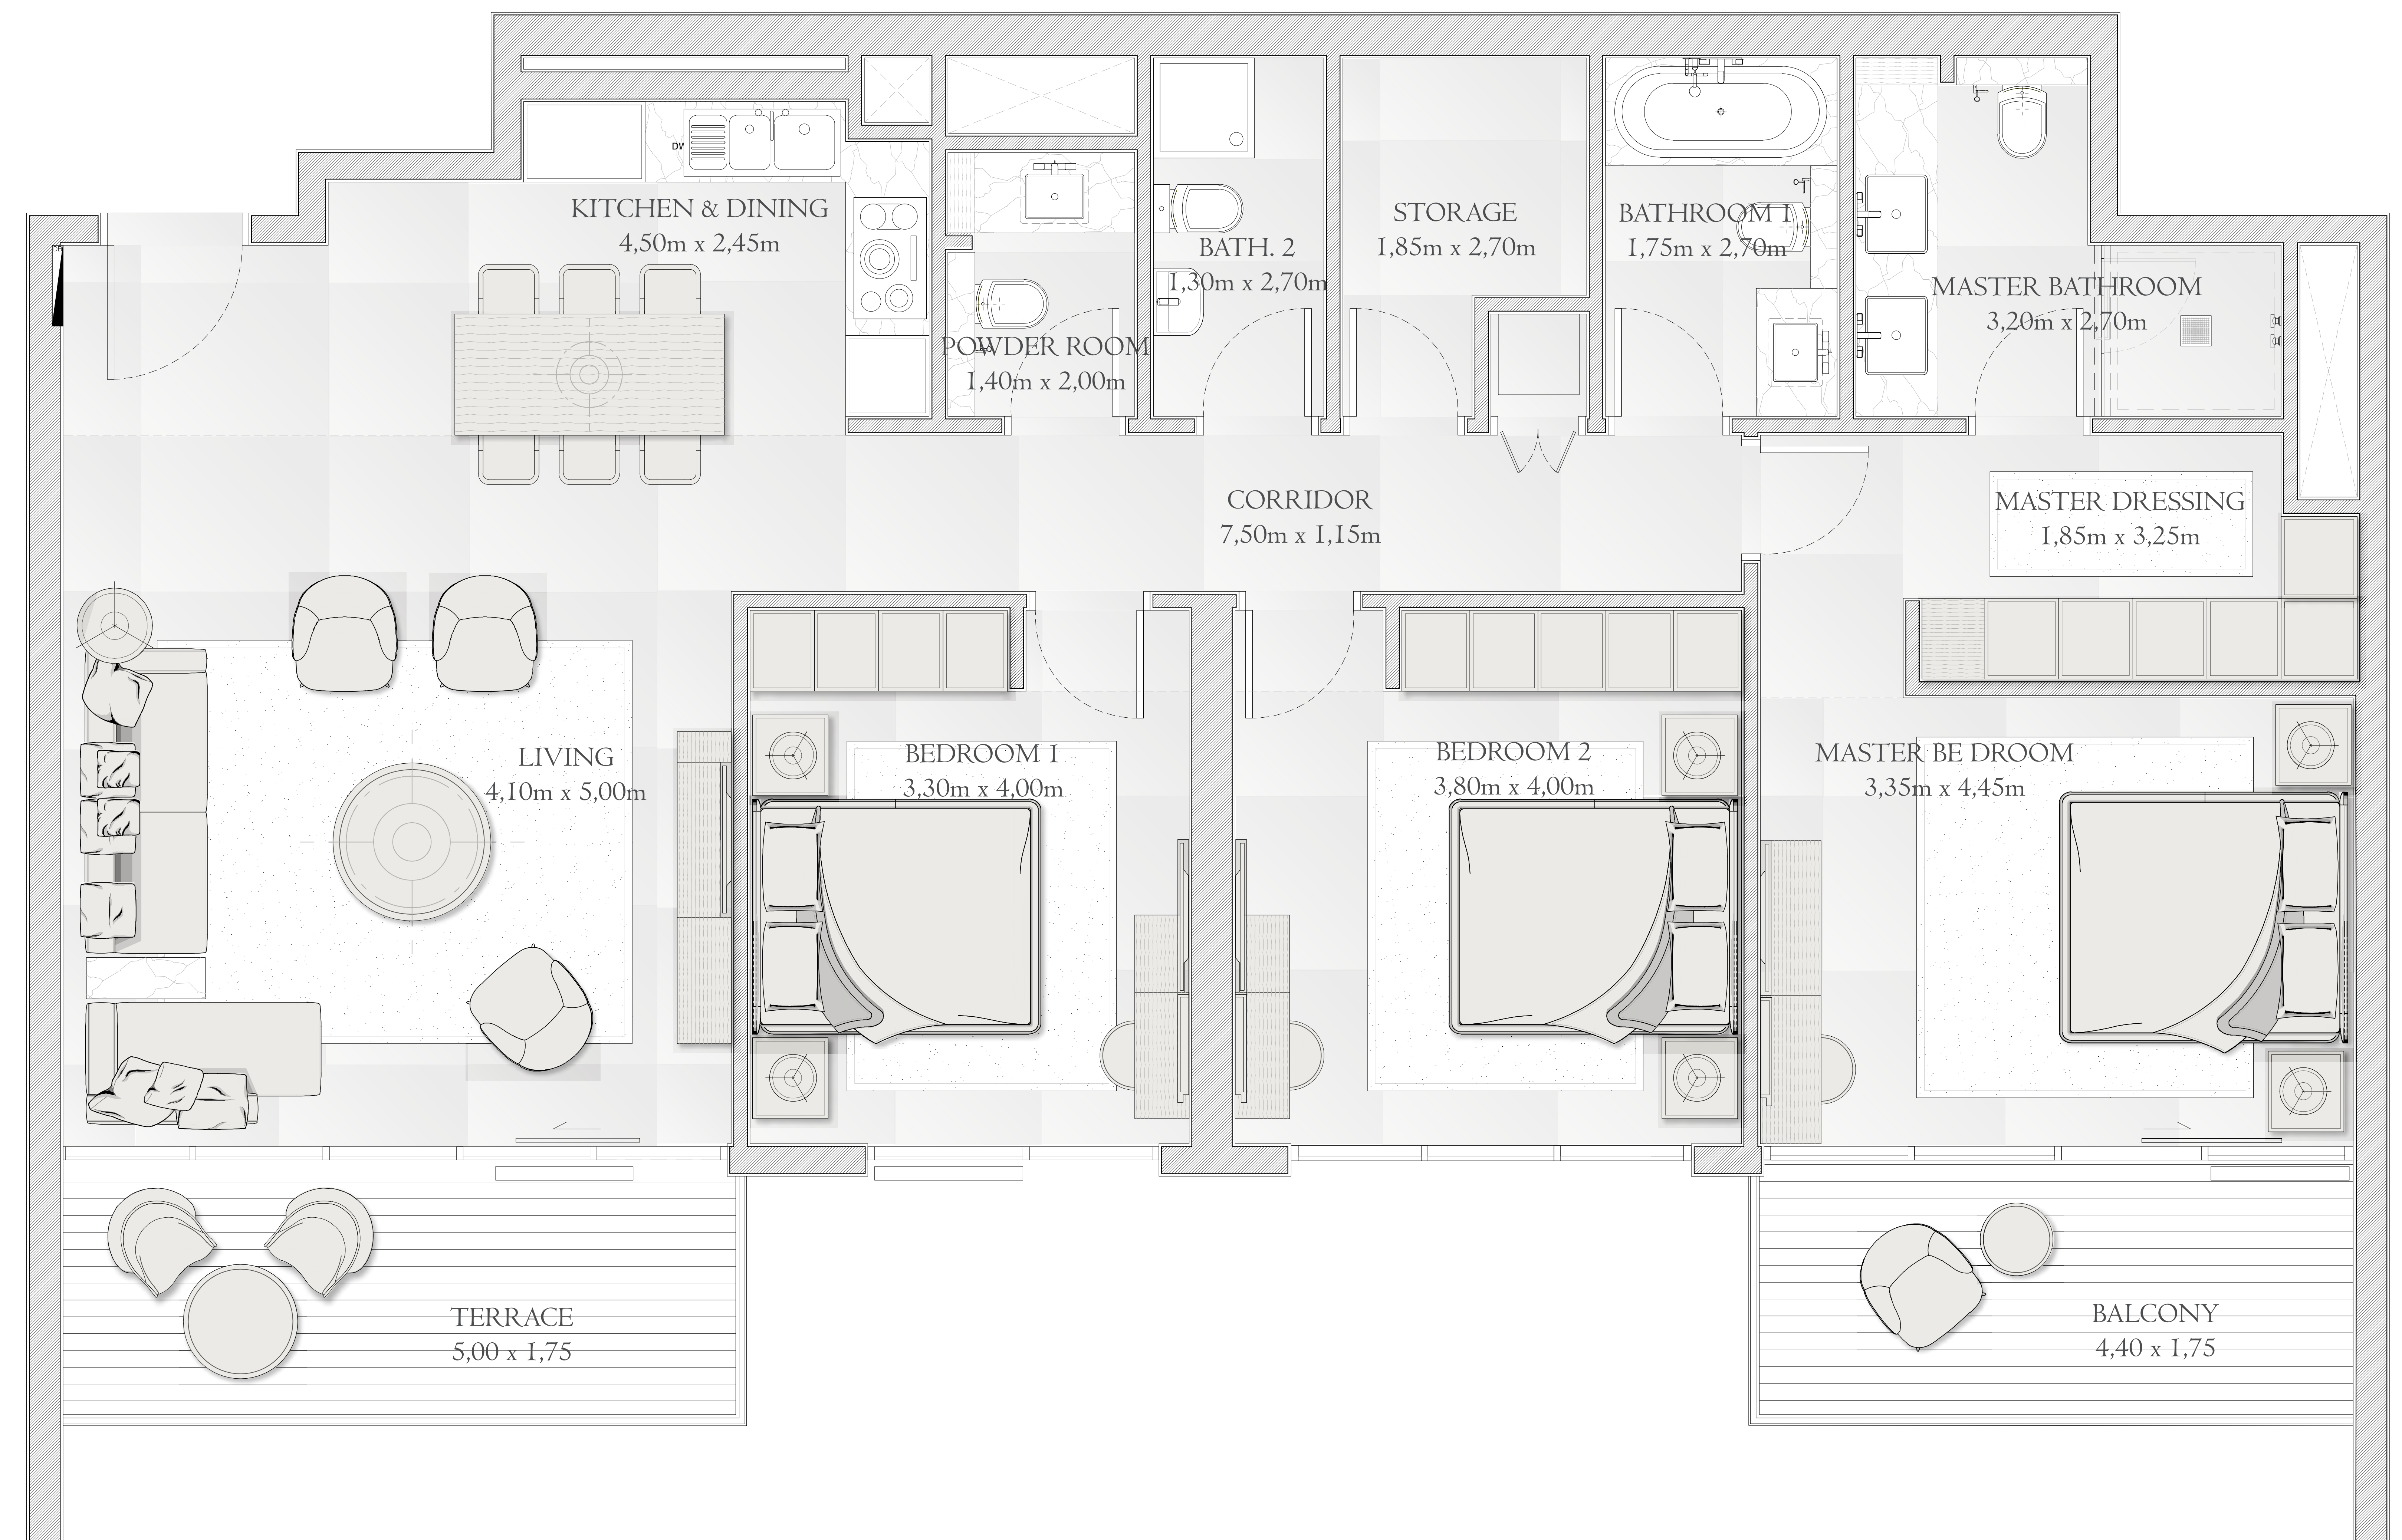 KITCHEN & DINING
4,50m x 2,45m
DW
POWDER ROOM
1,40m x 2,00m
BATH. 2
1,30m x 2,70m
STORAGE
1,85m x 2,70m
BATHROOM 1
1,75m x 2,70m
MASTER BATHROOM
3,20m x 2,70m
CORRIDOR
7,50m x 1,15m
MASTER DRESSING
1,85m x 3,25m
LIVING
4,10m x 5,00m
BEDROOM 1
3,30m x 4,00m
BEDROOM 2
3,80m x 4,00m
MASTER BE DROOM
3,35m x 4,45m
TERRACE
5,00 x 1,75
BALCONY
4,40 x 1,75